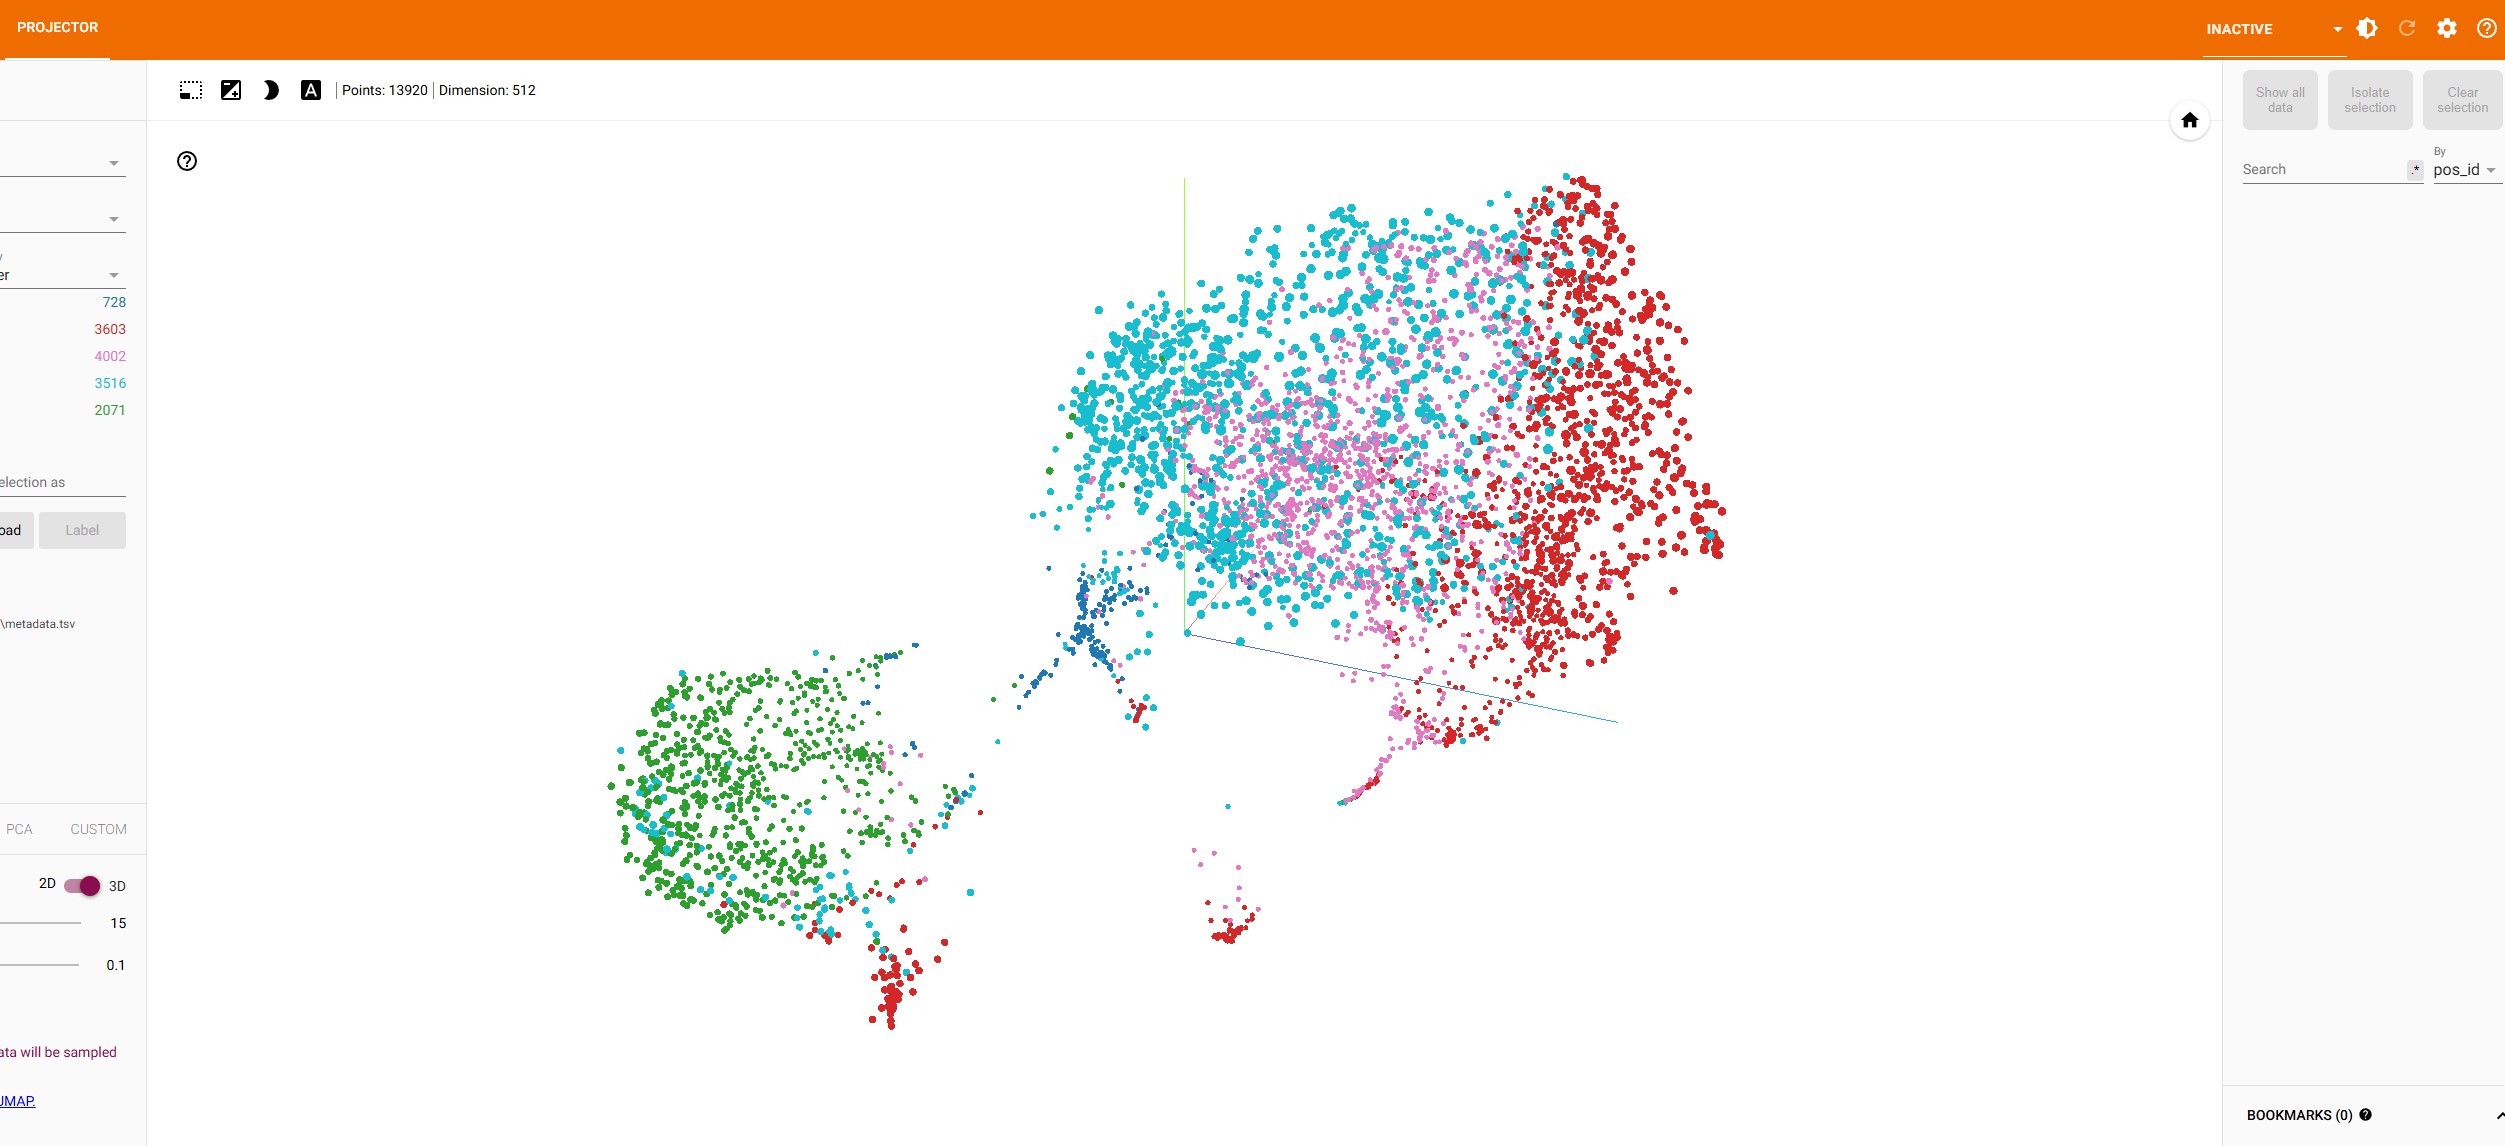 PROJECTOR
INACTIVE
Points: 13920 Dimension: 512
Show all data
Isolate selection
Clear selection
Search
.*
By
pos_id
er
728
3603
4002
3516
2071
election as
oad
Label
\metadata.tsv
PCA
CUSTOM
2D
3D
15
0.1
ata will be sampled
UMAP.
BOOKMARKS (0)